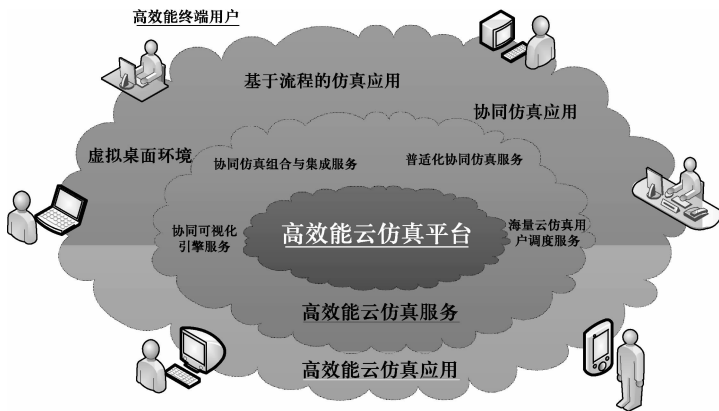 高效能终端用户
基于流程的仿真应用
协同仿真应用
虚拟桌面环境
协同仿真组合与集成服务
普适化协同仿真服务
协同可视化
引擎服务
高效能云仿真平台
海量云仿真用
户调度服务
高效能云仿真服务
高效能云仿真应用